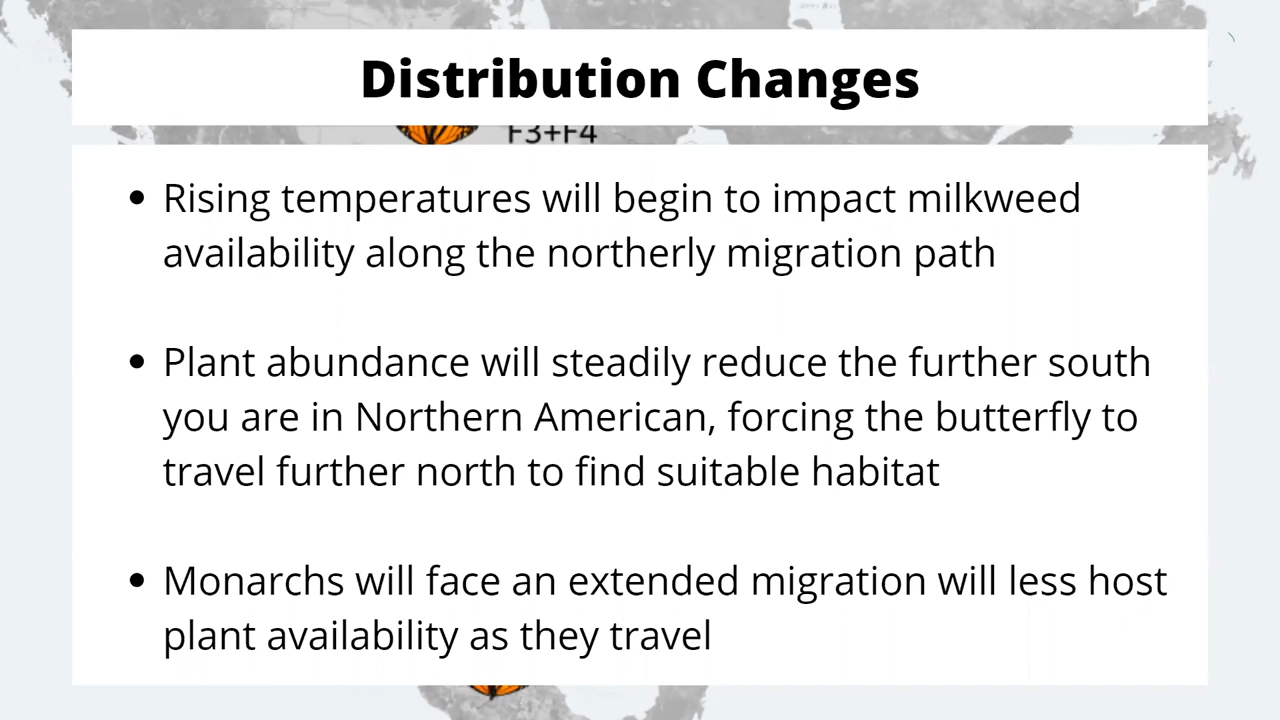 Distribution Changes
F3+F4
• Rising temperatures will begin to impact milkweed
availability along the northerly migration path
• Plant abundance will steadily reduce the further south
you are in Northern American, forcing the butterfly to
travel further north to find suitable habitat
• Monarchs will face an extended migration will less host
plant availability as they travel